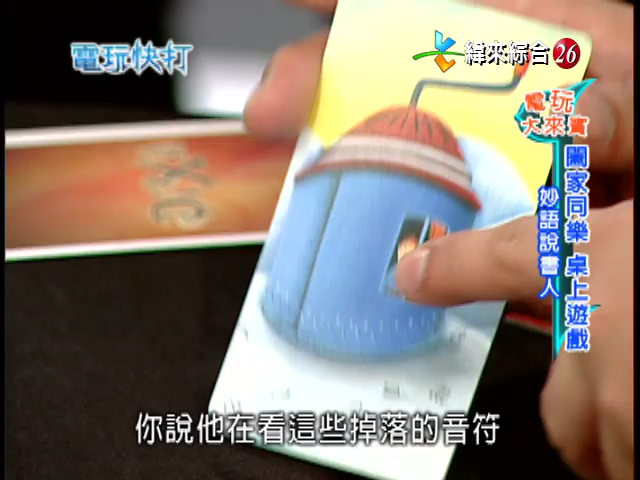 電玩快打
緯來綜合26
電玩
大來賓
闔家同樂 桌上遊戲
妙語說書人
你說他在看這些掉落的音符